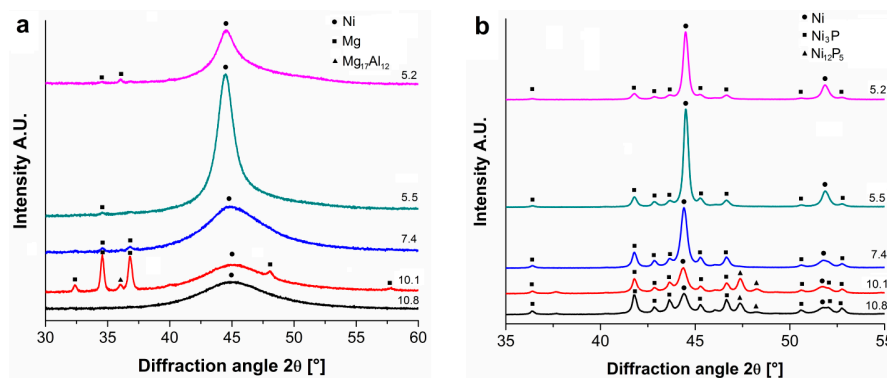 a
● Ni
■ Mg
▲ Mg₁₇Al₁₂
5.2
5.5
7.4
10.1
10.8
Intensity A.U.
30 35 40 45 50 55 60
Diffraction angle 2θ [°]
b
● Ni
■ Ni₃P
▲ Ni₁₂P₅
5.2
5.5
7.4
10.1
10.8
Intensity A.U.
35 40 45 50 55
Diffraction angle 2θ [°]